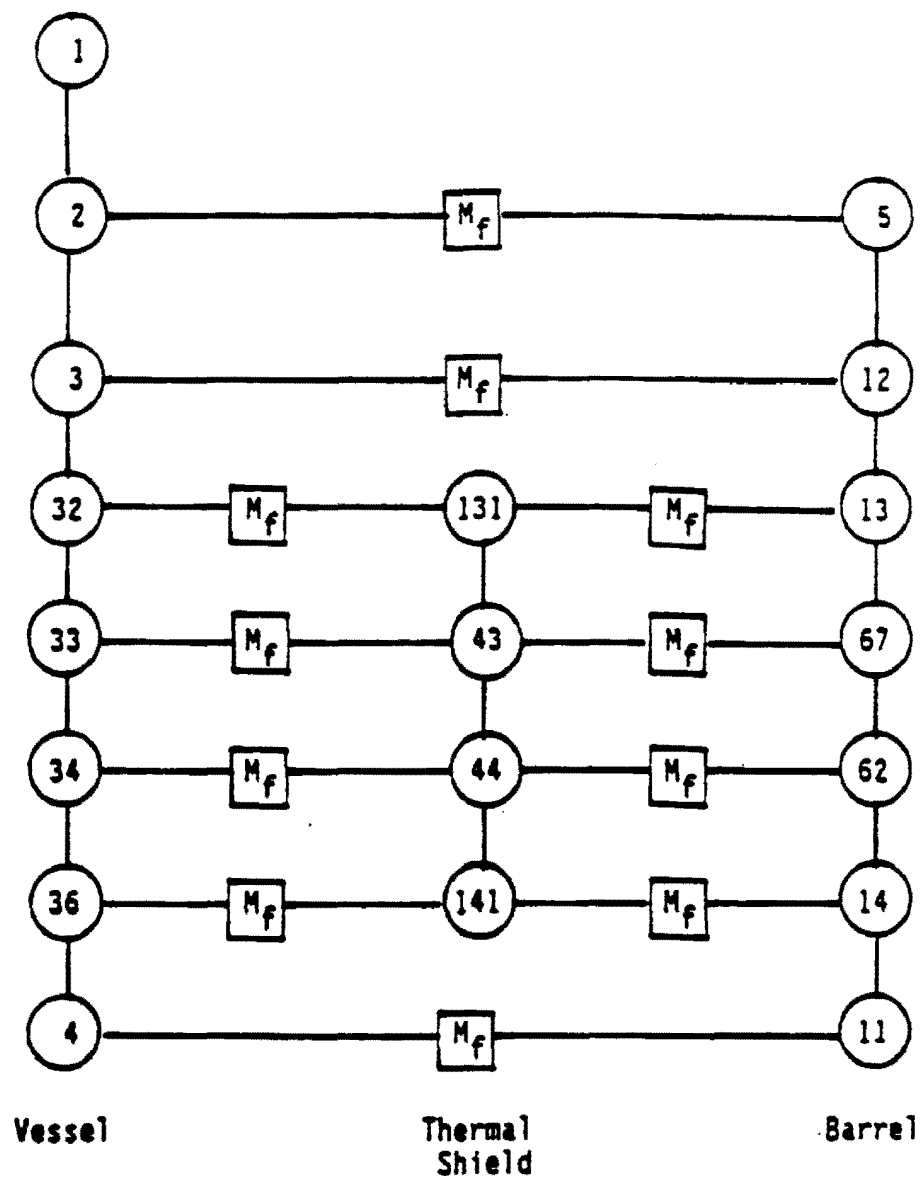 1
2 M_f 5
3 M_f 12
32 M_f 131 M_f 13
33 M_f 43 M_f 67
34 M_f 44 M_f 62
36 M_f 141 M_f 14
4 M_f 11
Vessel Thermal Barrel
Shield